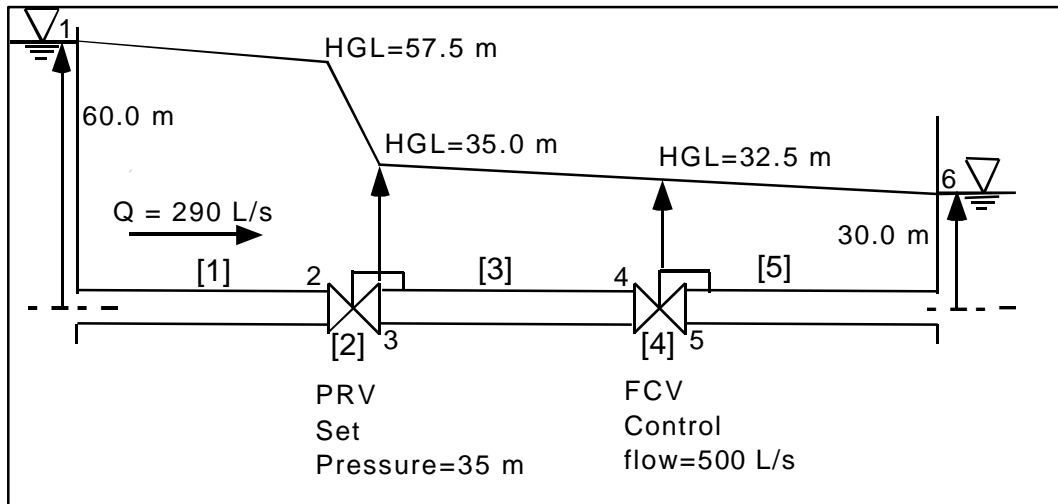 1
HGL=57.5 m
60.0 m
HGL=35.0 m
HGL=32.5 m
6
Q = 290 L/s
30.0 m
[1]
2
[3]
4
[5]
[2]
3
[4]
5
PRV
Set
Pressure=35 m
FCV
Control
flow=500 L/s